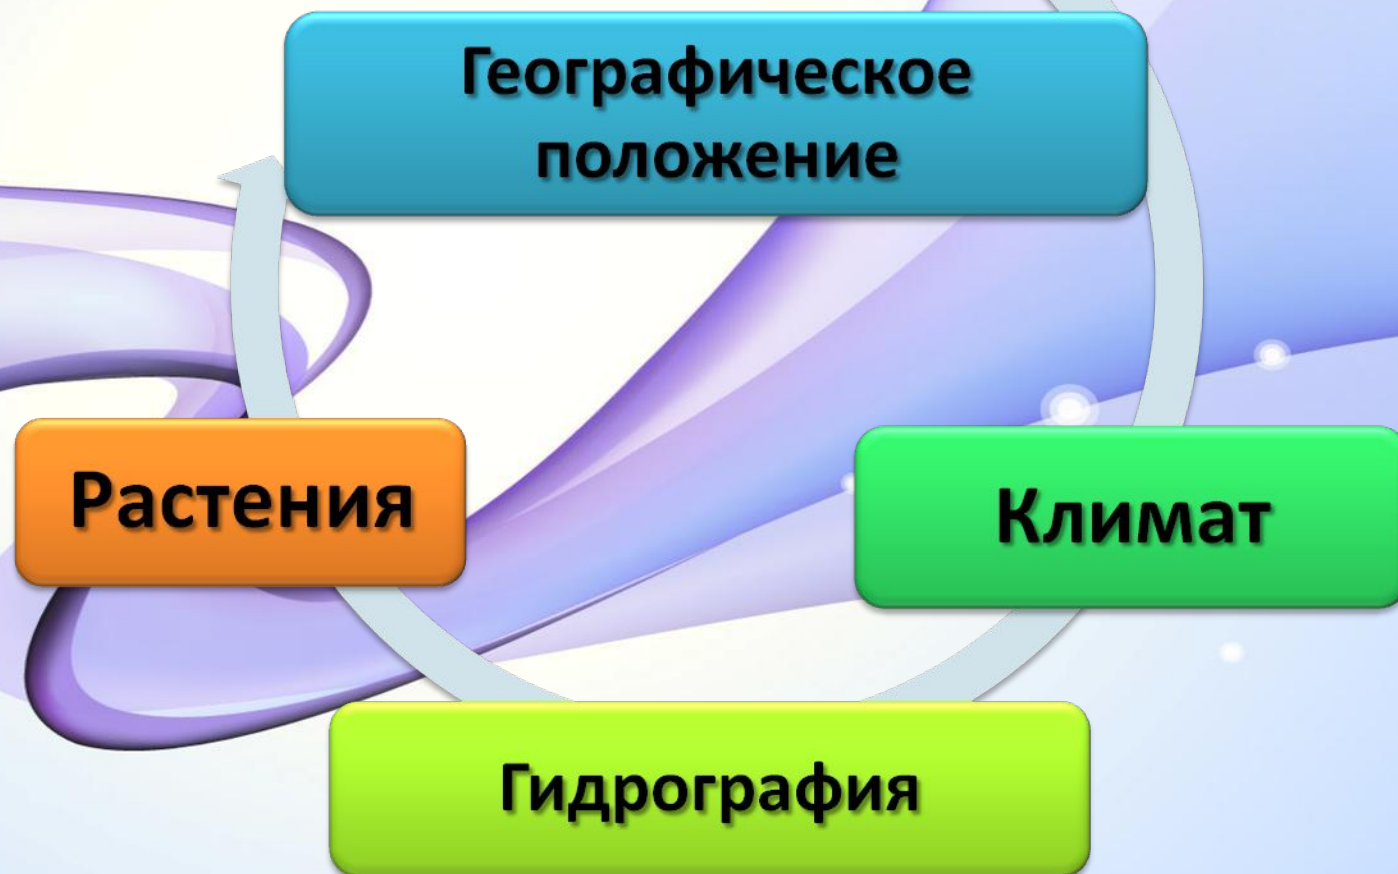 Географическое
положение
Растения
Климат
Гидрография